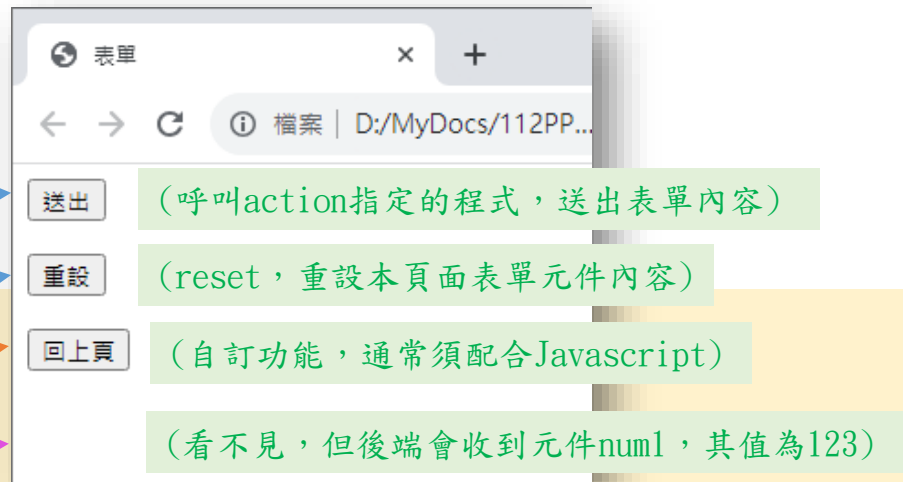 表單
檔案 | D:/MyDocs/112PP...
送出 (呼叫action指定的程式，送出表單內容)
重設 (reset，重設本頁面表單元件內容)
回上頁 (自訂功能，通常須配合Javascript)
(看不見，但後端會收到元件num1，其值為123)